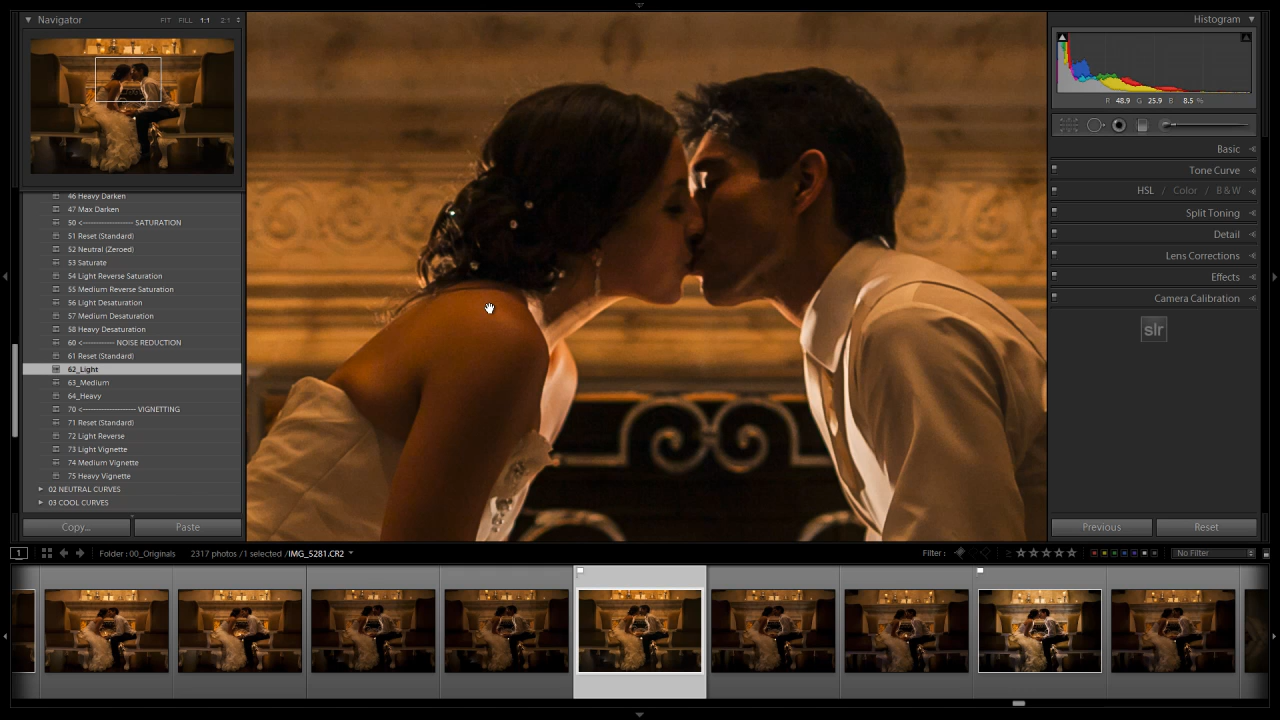 Navigator FIT FILL 1:1 2:1
46 Heavy Darken
47 Max Darken
50 <------------------- SATURATION
51 Reset (Standard)
52 Neutral (Zeroed)
53 Saturate
54 Light Reverse Saturation
55 Medium Reverse Saturation
56 Light Desaturation
57 Medium Desaturation
58 Heavy Desaturation
60 <------------ NOISE REDUCTION
61 Reset (Standard)
62_Light
63_Medium
64_Heavy
70 <-------------------- VIGNETTING
71 Reset (Standard)
72 Light Reverse
73 Light Vignette
74 Medium Vignette
75 Heavy Vignette
02 NEUTRAL CURVES
03 COOL CURVES
Copy... Paste
Histogram
R 48.9 G 25.9 B 8.5 %
Basic
Tone Curve
HSL / Color / B & W
Split Toning
Detail
Lens Corrections
Effects
Camera Calibration
slr
Previous Reset
1 Folder : 00_Originals 2317 photos /1 selected /IMG_5281.CR2 Filter : No Filter